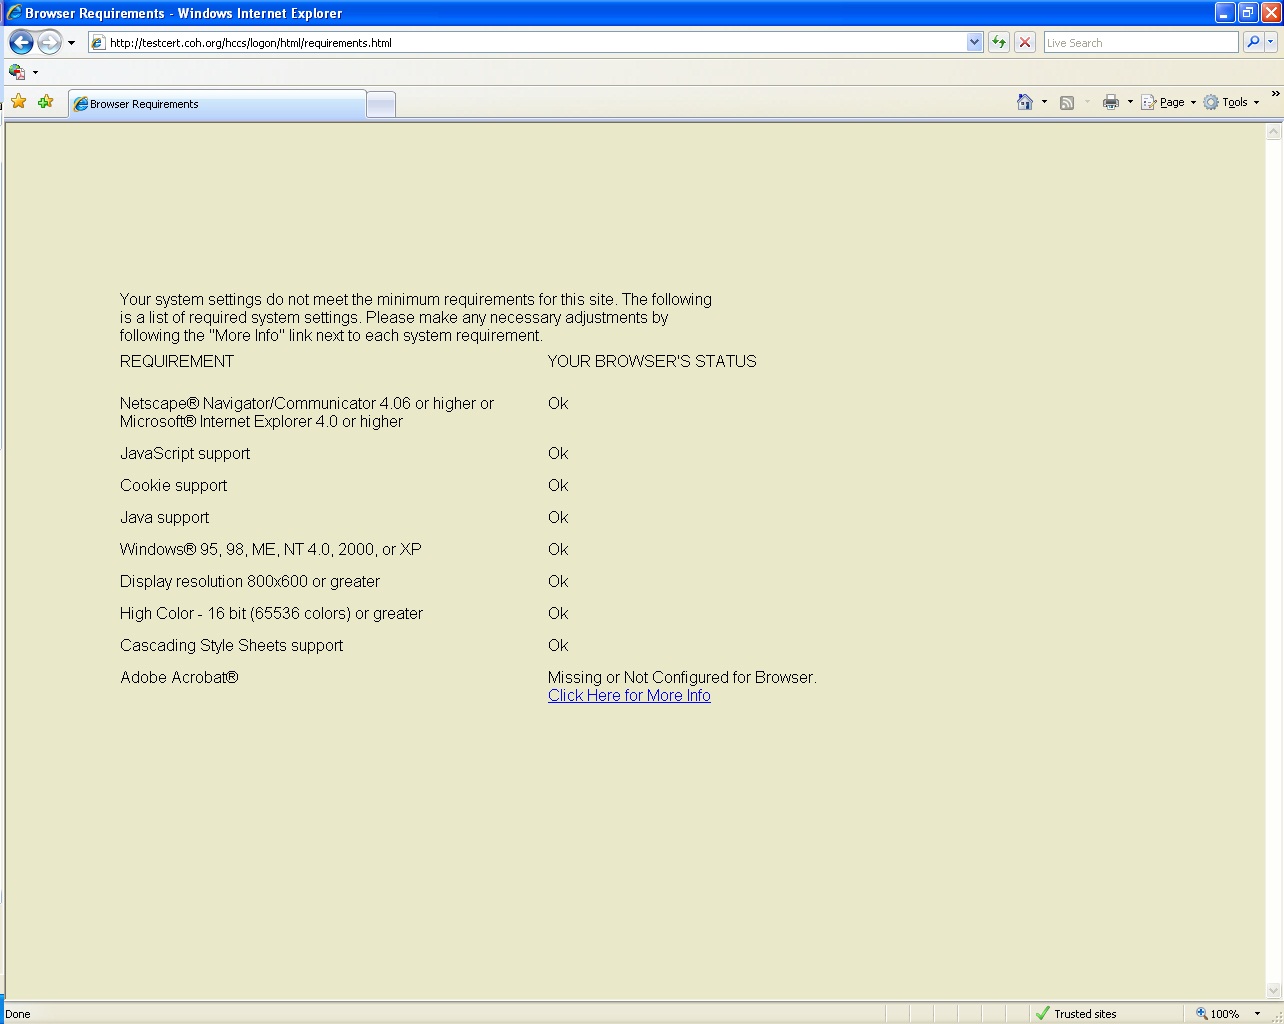 Browser Requirements - Windows Internet Explorer
http://testcert.coh.org/hccs/logon/html/requirements.html
Live Search
Browser Requirements
Page
Tools
»
Your system settings do not meet the minimum requirements for this site. The following
is a list of required system settings. Please make any necessary adjustments by
following the "More Info" link next to each system requirement.
REQUIREMENT YOUR BROWSER'S STATUS
Netscape® Navigator/Communicator 4.06 or higher or Ok
Microsoft® Internet Explorer 4.0 or higher
JavaScript support Ok
Cookie support Ok
Java support Ok
Windows® 95, 98, ME, NT 4.0, 2000, or XP Ok
Display resolution 800x600 or greater Ok
High Color - 16 bit (65536 colors) or greater Ok
Cascading Style Sheets support Ok
Adobe Acrobat® Missing or Not Configured for Browser.
Click Here for More Info
Done Trusted sites 100%